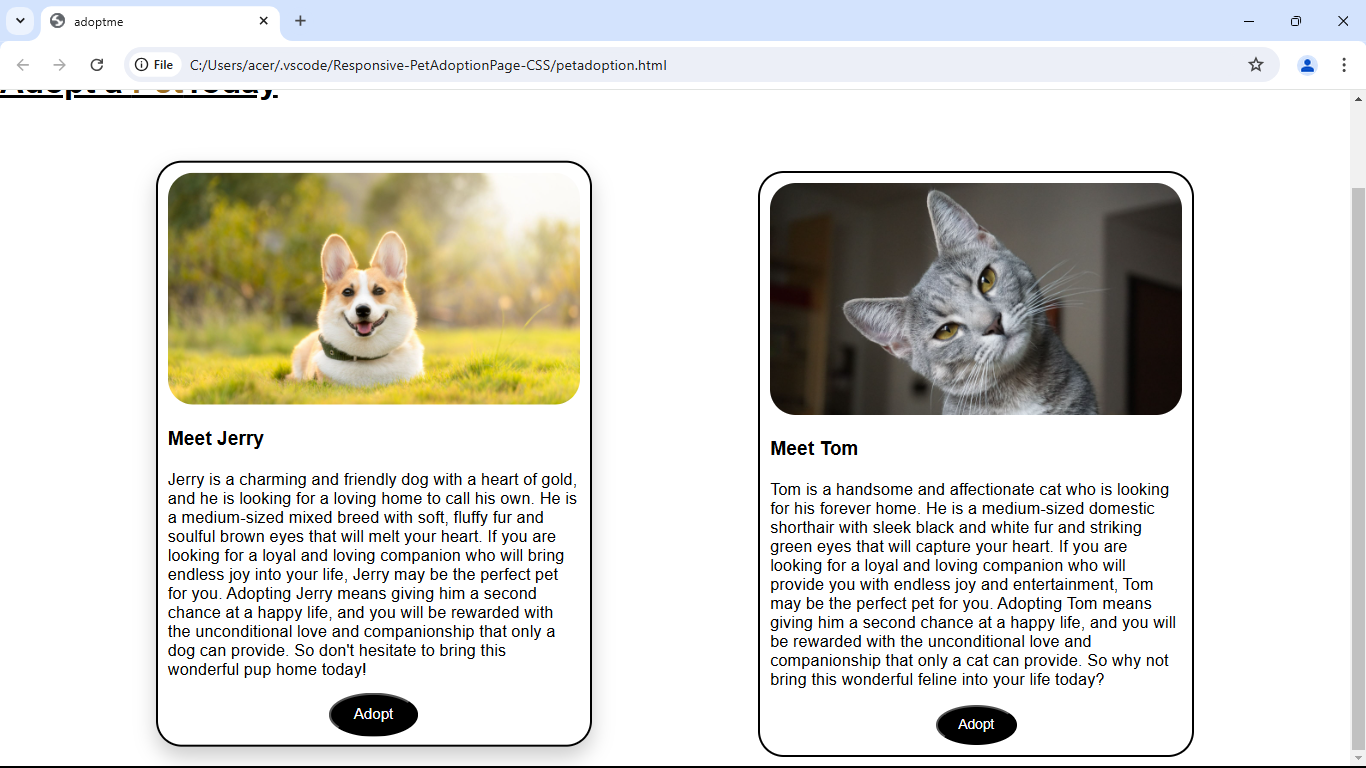 adoptme
File
C:/Users/acer/.vscode/Responsive-PetAdoptionPage-CSS/petadoption.html
Adopt a Pet Today
Meet Jerry
Jerry is a charming and friendly dog with a heart of gold,
and he is looking for a loving home to call his own. He is
a medium-sized mixed breed with soft, fluffy fur and
soulful brown eyes that will melt your heart. If you are
looking for a loyal and loving companion who will bring
endless joy into your life, Jerry may be the perfect pet
for you. Adopting Jerry means giving him a second
chance at a happy life, and you will be rewarded with
the unconditional love and companionship that only a
dog can provide. So don't hesitate to bring this
wonderful pup home today!
Adopt
Meet Tom
Tom is a handsome and affectionate cat who is looking
for his forever home. He is a medium-sized domestic
shorthair with sleek black and white fur and striking
green eyes that will capture your heart. If you are
looking for a loyal and loving companion who will
provide you with endless joy and entertainment, Tom
may be the perfect pet for you. Adopting Tom means
giving him a second chance at a happy life, and you will
be rewarded with the unconditional love and
companionship that only a cat can provide. So why not
bring this wonderful feline into your life today?
Adopt